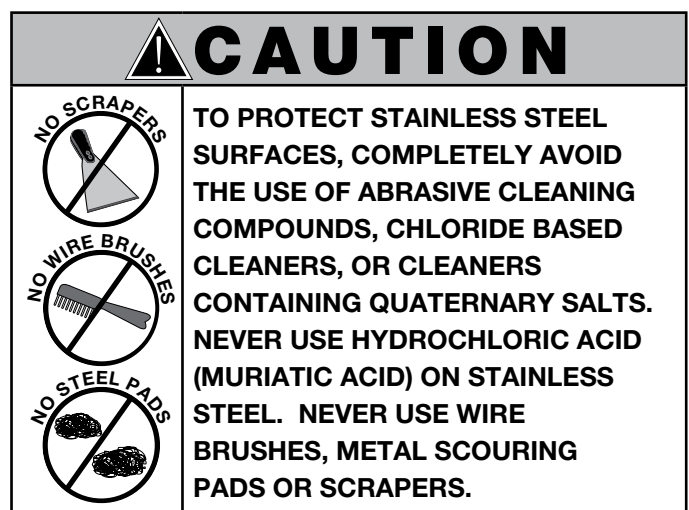 CAUTION
NO SCRAPERS
NO WIRE BRUSHES
NO STEEL PADS
TO PROTECT STAINLESS STEEL
SURFACES, COMPLETELY AVOID
THE USE OF ABRASIVE CLEANING
COMPOUNDS, CHLORIDE BASED
CLEANERS, OR CLEANERS
CONTAINING QUATERNARY SALTS.
NEVER USE HYDROCHLORIC ACID
(MURIATIC ACID) ON STAINLESS
STEEL.  NEVER USE WIRE
BRUSHES, METAL SCOURING
PADS OR SCRAPERS.